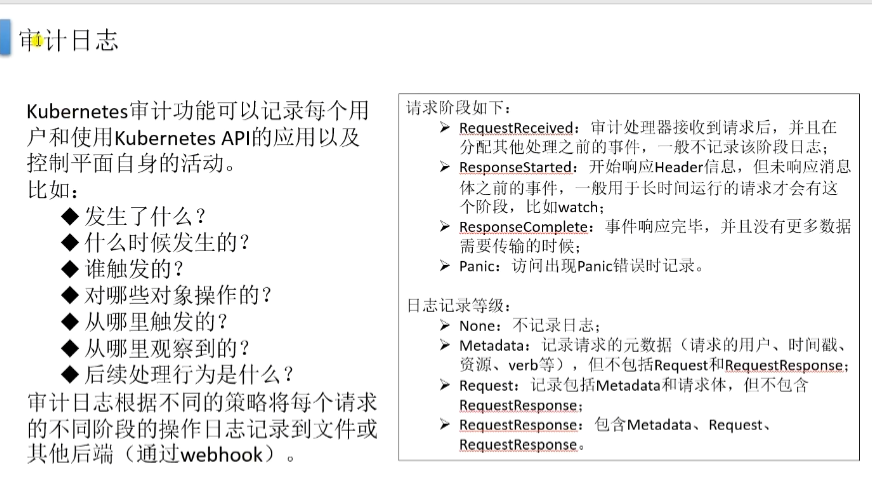 审计日志
Kubernetes审计功能可以记录每个用
户和使用Kubernetes API的应用以及
控制平面自身的活动。
比如：
◆ 发生了什么？
◆ 什么时候发生的？
◆ 谁触发的？
◆ 对哪些对象操作的？
◆ 从哪里触发的？
◆ 从哪里观察到的？
◆ 后续处理行为是什么？
审计日志根据不同的策略将每个请求
的不同阶段的操作日志记录到文件或
其他后端（通过webhook）。
请求阶段如下：
➢ RequestReceived：审计处理器接收到请求后，并且在
分配其他处理之前的事件，一般不记录该阶段日志；
➢ ResponseStarted：开始响应Header信息，但未响应消息
体之前的事件，一般用于长时间运行的请求才会有这
个阶段，比如watch；
➢ ResponseComplete：事件响应完毕，并且没有更多数据
需要传输的时候；
➢ Panic：访问出现Panic错误时记录。
日志记录等级：
➢ None：不记录日志；
➢ Metadata：记录请求的元数据（请求的用户、时间戳、
资源、verb等），但不包括Request和RequestResponse；
➢ Request：记录包括Metadata和请求体，但不包含
RequestResponse；
➢ RequestResponse：包含Metadata、Request、
RequestResponse。